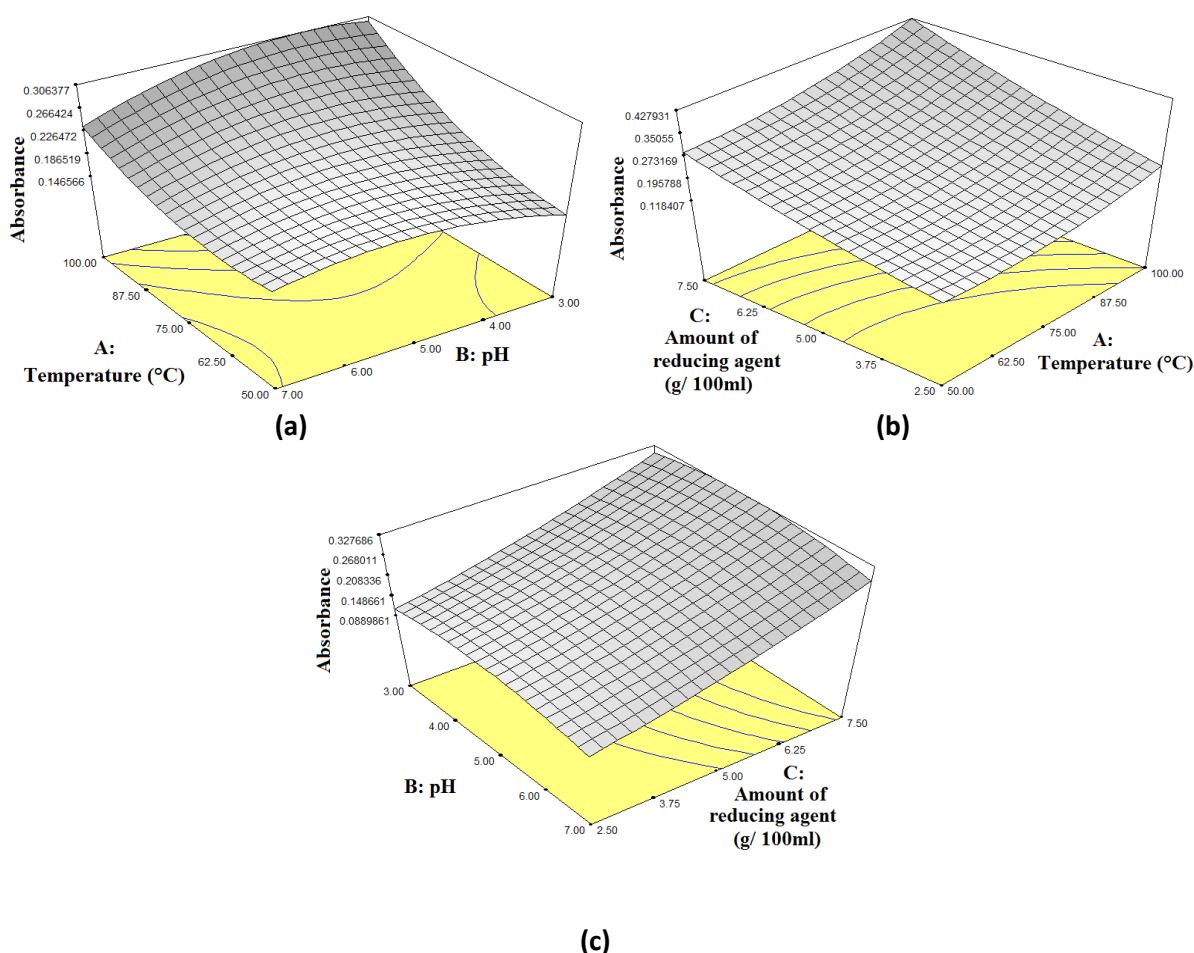 0.306377
0.266424
0.226472
0.186519
0.146566
Absorbance
100.00
87.50
75.00
62.50
50.00
A:
Temperature (°C)
7.00
6.00
5.00
4.00
3.00
B: pH
(a)
0.427931
0.35055
0.273169
0.195788
0.118407
Absorbance
7.50
6.25
5.00
3.75
2.50
C:
Amount of
reducing agent
(g/ 100ml)
50.00
62.50
75.00
87.50
100.00
A:
Temperature (°C)
(b)
0.327686
0.268011
0.208336
0.148661
0.0889861
Absorbance
3.00
4.00
5.00
6.00
7.00
B: pH
2.50
3.75
5.00
6.25
7.50
C:
Amount of
reducing agent
(g/ 100ml)
(c)